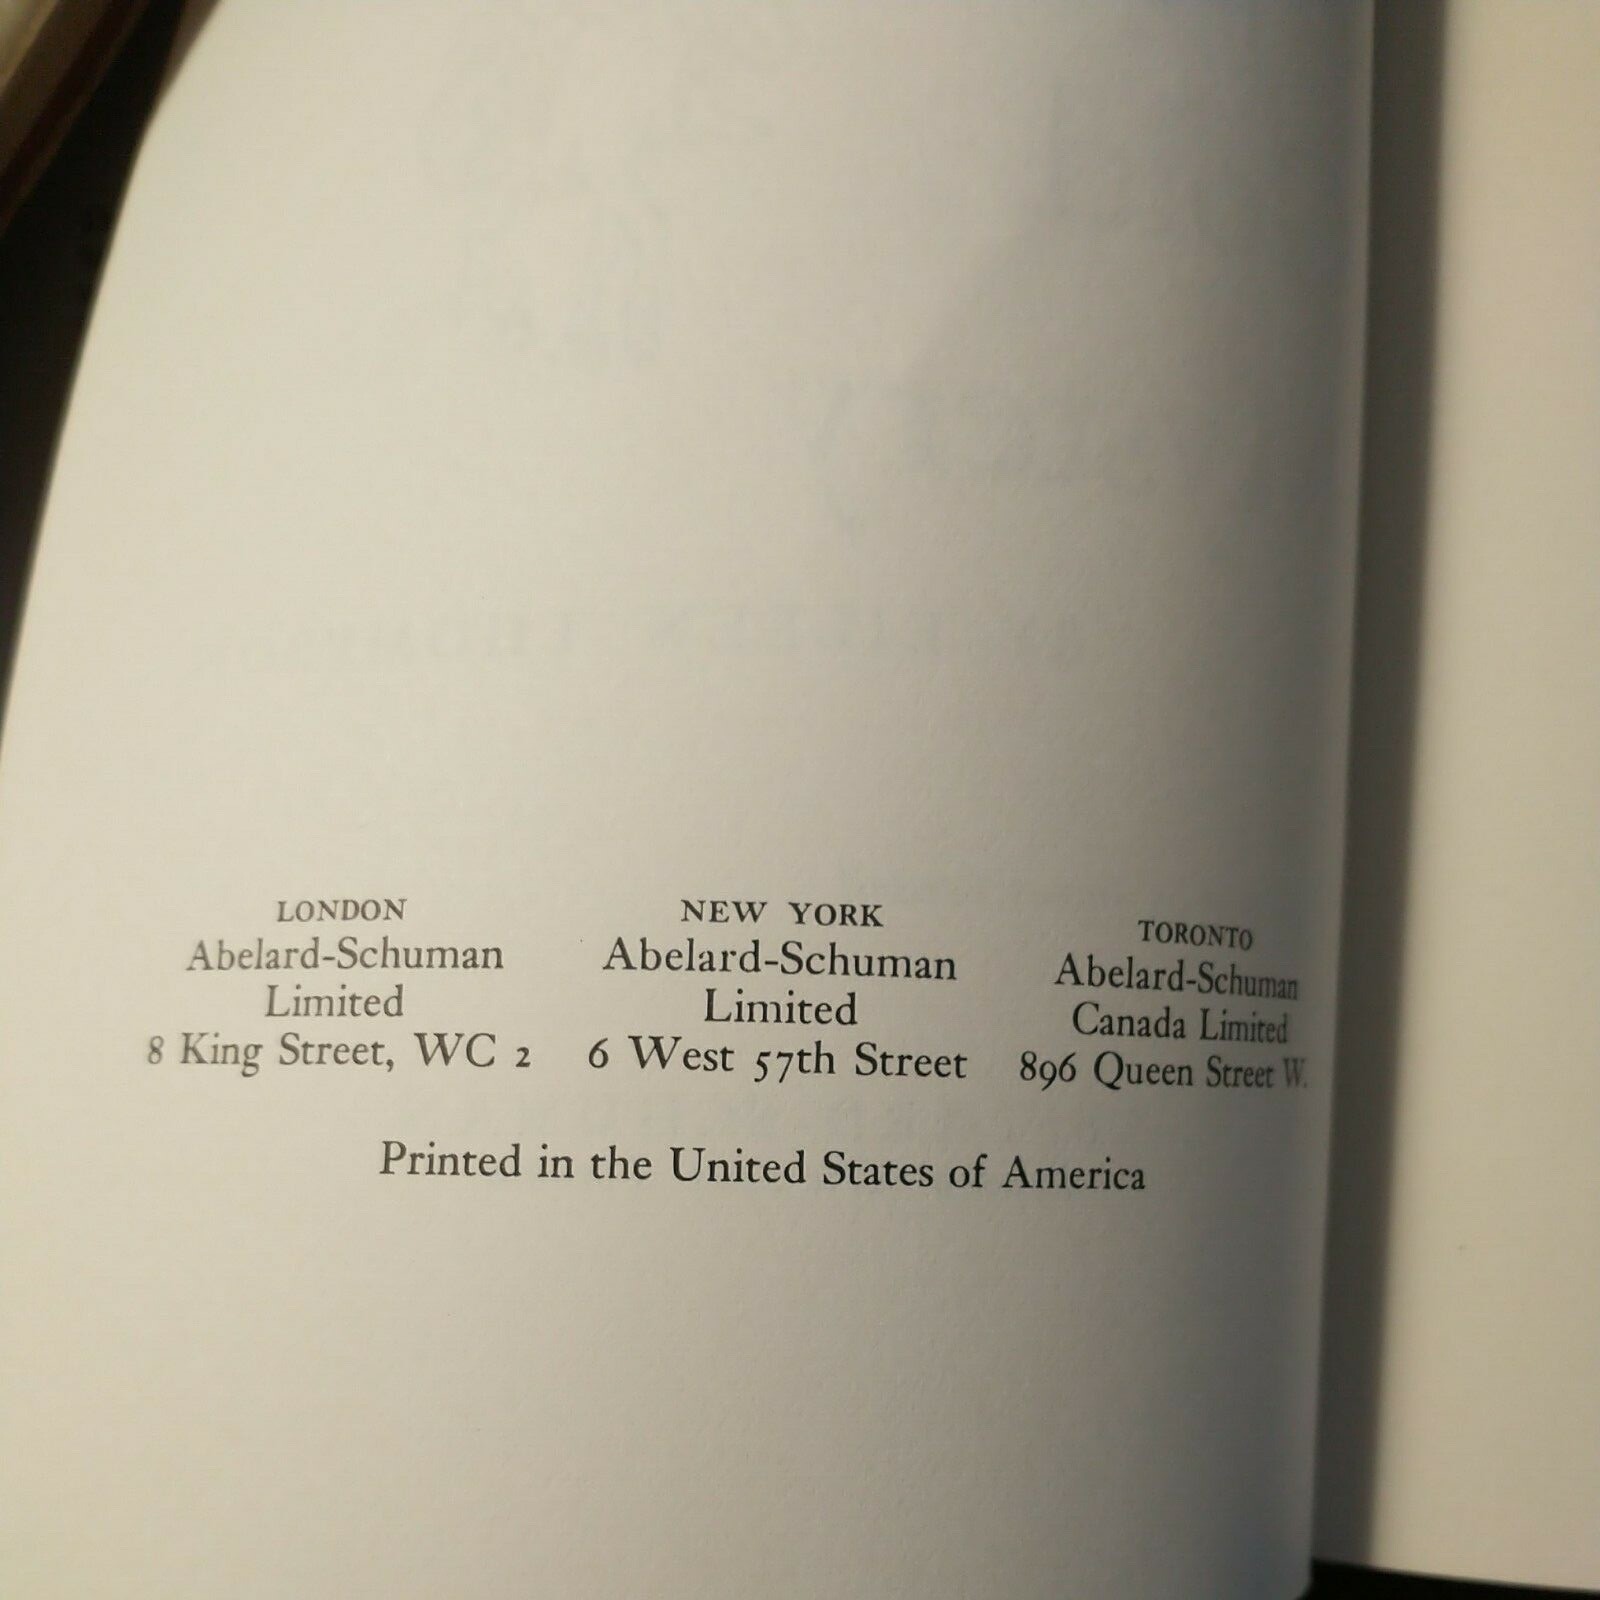 LONDON
Abelard-Schuman
Limited
8 King Street, WC 2
NEW YORK
Abelard-Schuman
Limited
6 West 57th Street
TORONTO
Abelard-Schuman
Canada Limited
896 Queen Street W.
Printed in the United States of America